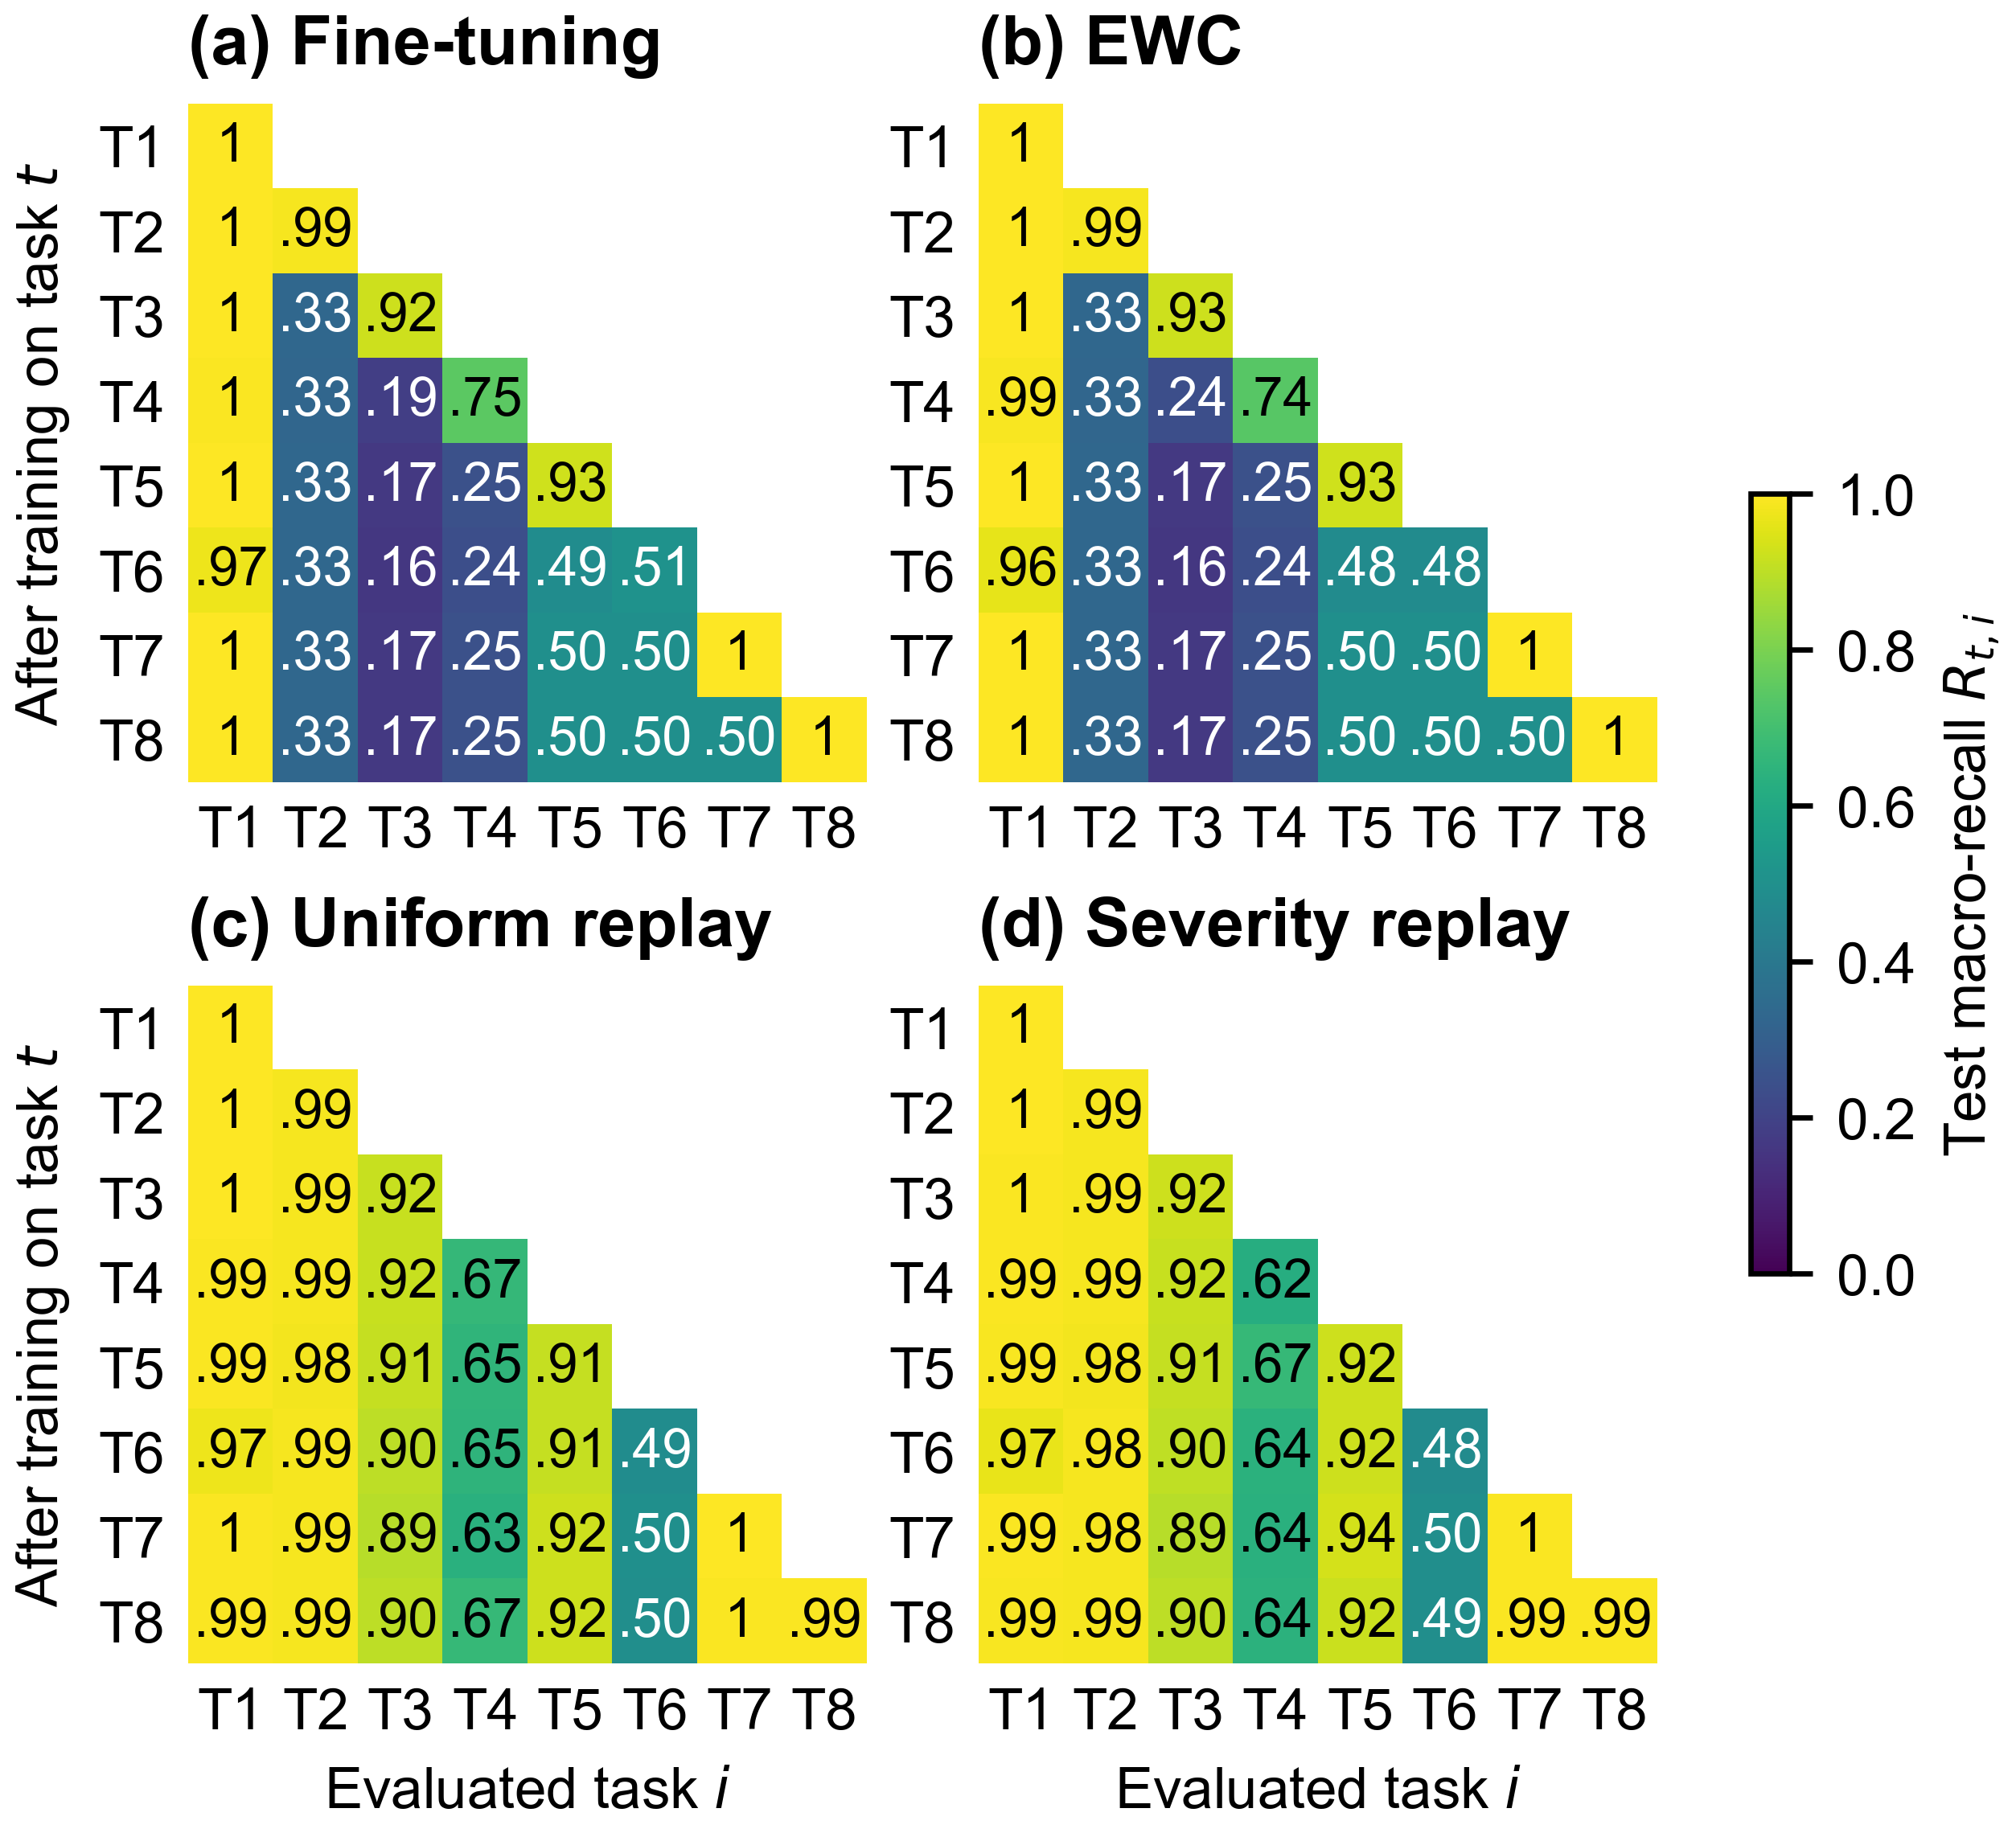 (a) Fine-tuning
After training on task t
T1 1
T2 1 .99
T3 1 .33 .92
T4 1 .33 .19 .75
T5 1 .33 .17 .25 .93
T6 .97 .33 .16 .24 .49 .51
T7 1 .33 .17 .25 .50 .50 1
T8 1 .33 .17 .25 .50 .50 .50 1
T1 T2 T3 T4 T5 T6 T7 T8
(b) EWC
T1 1
T2 1 .99
T3 1 .33 .93
T4 .99 .33 .24 .74
T5 1 .33 .17 .25 .93
T6 .96 .33 .16 .24 .48 .48
T7 1 .33 .17 .25 .50 .50 1
T8 1 .33 .17 .25 .50 .50 .50 1
T1 T2 T3 T4 T5 T6 T7 T8
(c) Uniform replay
After training on task t
T1 1
T2 1 .99
T3 1 .99 .92
T4 .99 .99 .92 .67
T5 .99 .98 .91 .65 .91
T6 .97 .99 .90 .65 .91 .49
T7 1 .99 .89 .63 .92 .50 1
T8 .99 .99 .90 .67 .92 .50 1 .99
T1 T2 T3 T4 T5 T6 T7 T8
Evaluated task i
(d) Severity replay
T1 1
T2 1 .99
T3 1 .99 .92
T4 .99 .99 .92 .62
T5 .99 .98 .91 .67 .92
T6 .97 .98 .90 .64 .92 .48
T7 .99 .98 .89 .64 .94 .50 1
T8 .99 .99 .90 .64 .92 .49 .99 .99
T1 T2 T3 T4 T5 T6 T7 T8
Evaluated task i
1.0
0.8
0.6
0.4
0.2
0.0
Test macro-recall R_{t, i}